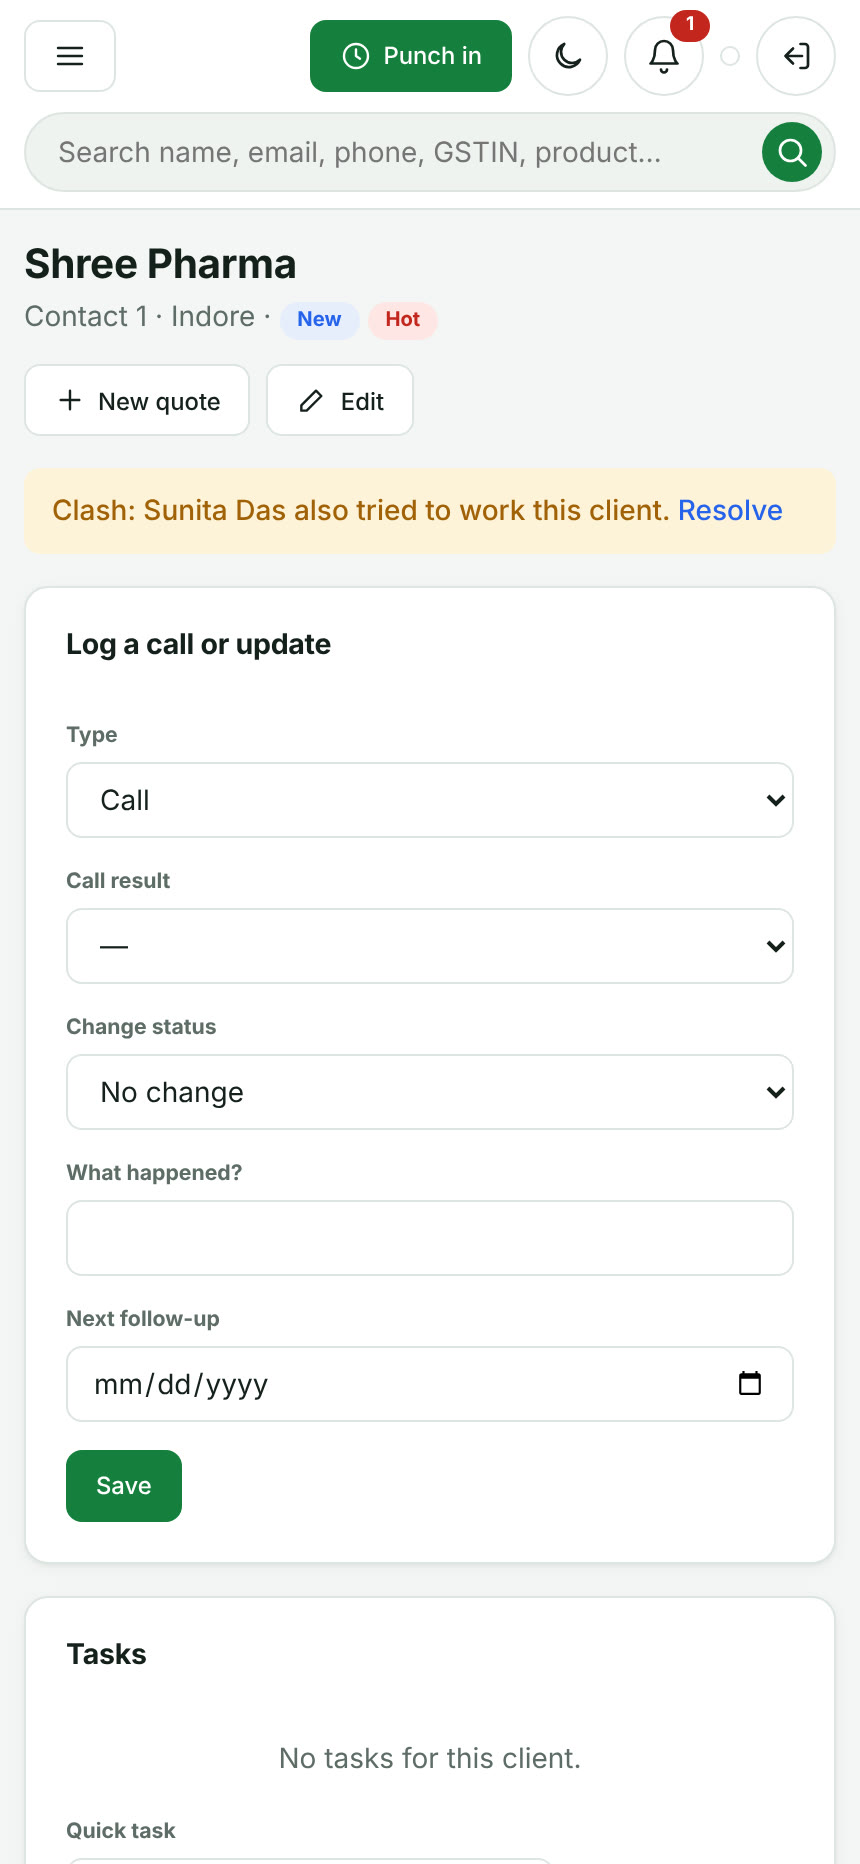 Punch in
1
Search name, email, phone, GSTIN, product...
Shree Pharma
Contact 1 · Indore · New Hot
New quote
Edit
Clash: Sunita Das also tried to work this client. Resolve
Log a call or update
Type
Call
Call result
—
Change status
No change
What happened?
Next follow-up
mm/dd/yyyy
Save
Tasks
No tasks for this client.
Quick task